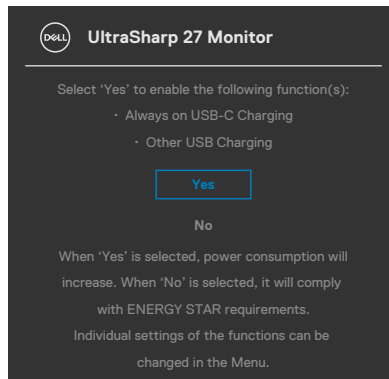 DELL UltraSharp 27 Monitor
Select ‘Yes’ to enable the following function(s):
· Always on USB-C Charging
· Other USB Charging
Yes
No
When ‘Yes’ is selected, power consumption will
increase. When ‘No’ is selected, it will comply
with ENERGY STAR requirements.
Individual settings of the functions can be
changed in the Menu.